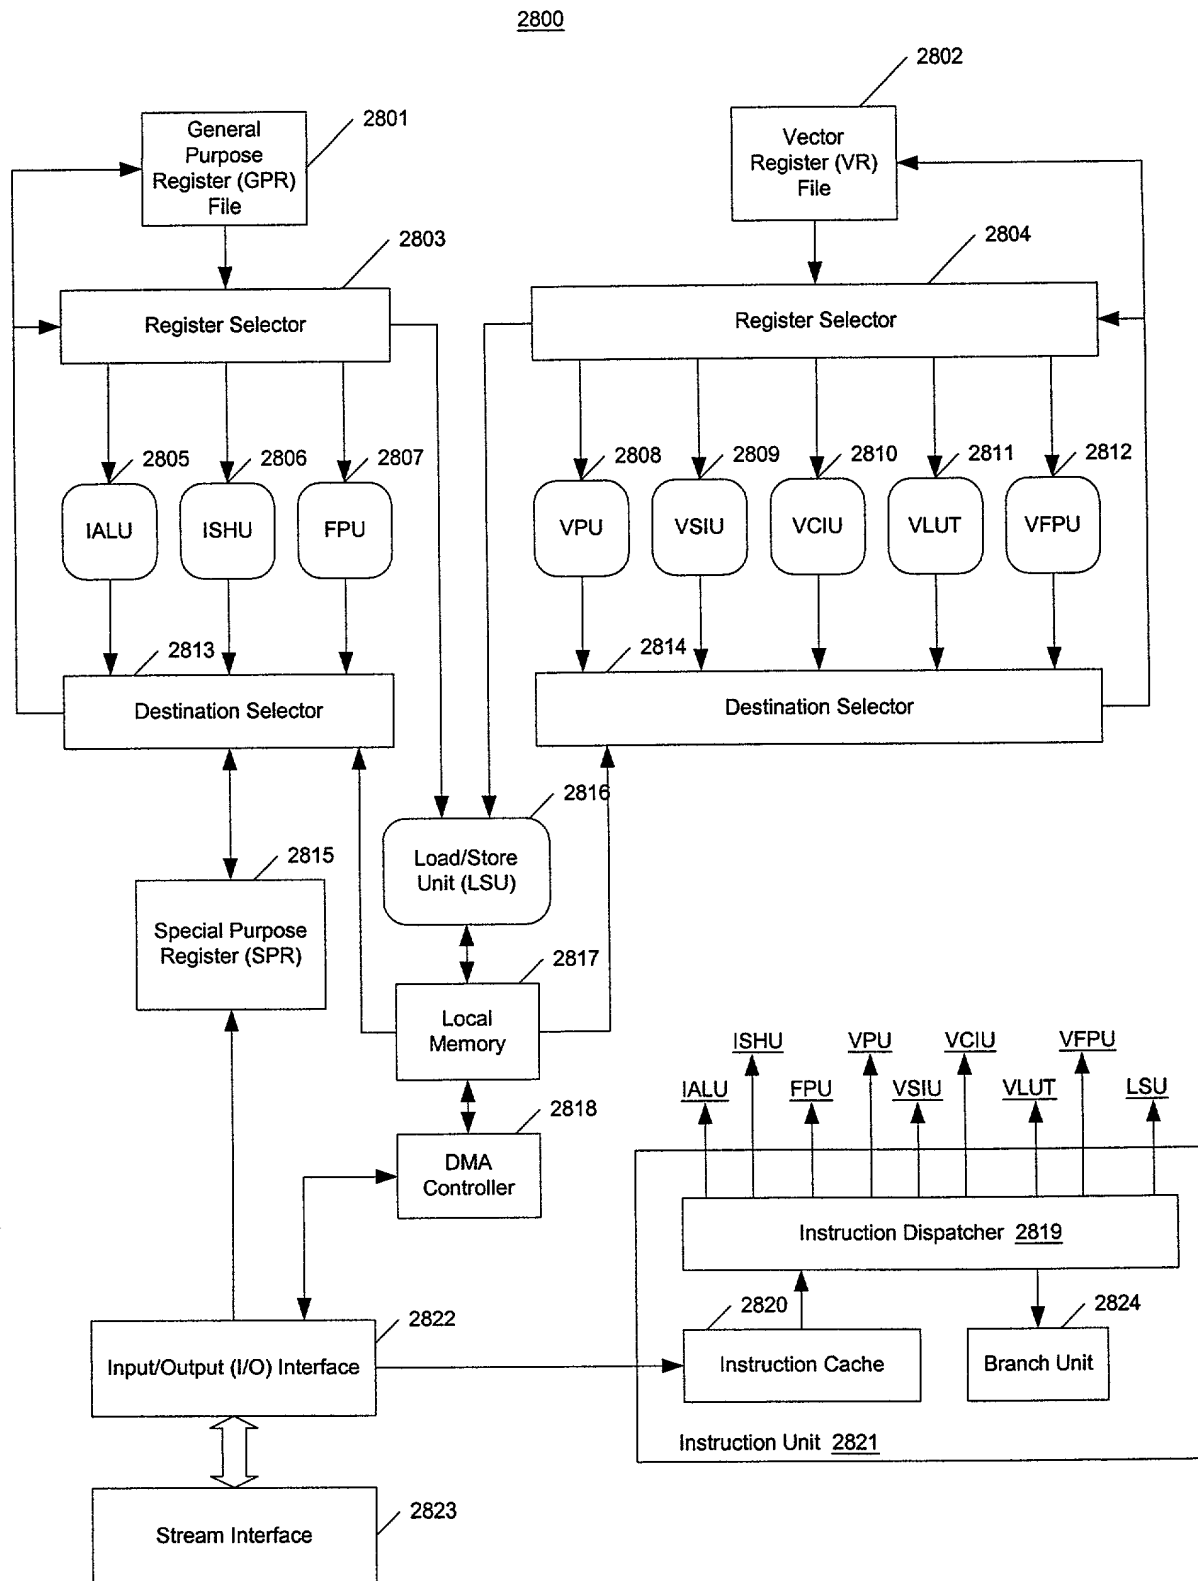 2800
2802
2801
General
Purpose
Register (GPR)
File
Vector
Register (VR)
File
2803
2804
Register Selector
Register Selector
2805
2806
2807
2808
2809
2810
2811
2812
IALU
ISHU
FPU
VPU
VSIU
VCIU
VLUT
VFPU
2813
2814
Destination Selector
Destination Selector
2816
Load/Store
Unit (LSU)
2815
Special Purpose
Register (SPR)
2817
Local
Memory
2818
DMA
Controller
ISHU
VPU
VCIU
VFPU
IALU
FPU
VSIU
VLUT
LSU
Instruction Dispatcher 2819
2820
2824
Instruction Cache
Branch Unit
Instruction Unit 2821
2822
Input/Output (I/O) Interface
2823
Stream Interface